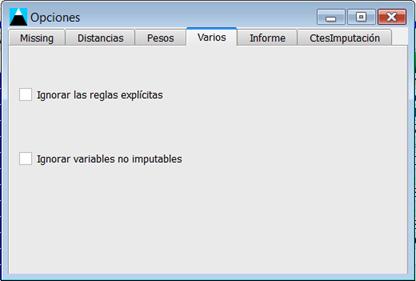 Opciones
Missing Distancias Pesos Varios Informe CtesImputación
Ignorar las reglas explícitas
Ignorar variables no imputables